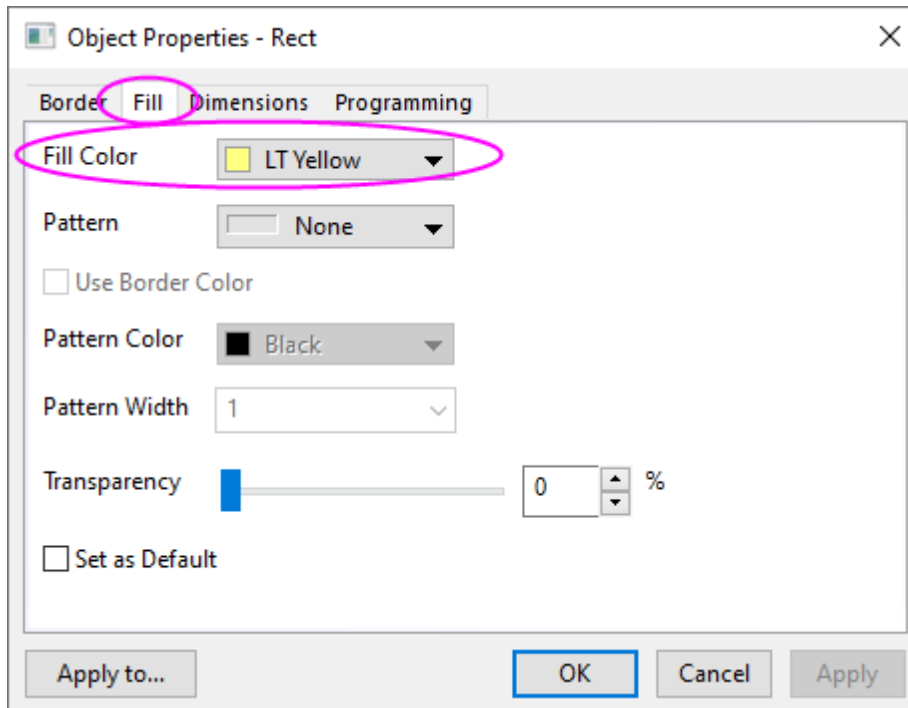 Object Properties - Rect
Border Fill Dimensions Programming
Fill Color LT Yellow
Pattern None
Use Border Color
Pattern Color Black
Pattern Width 1
Transparency 0 %
Set as Default
Apply to... OK Cancel Apply